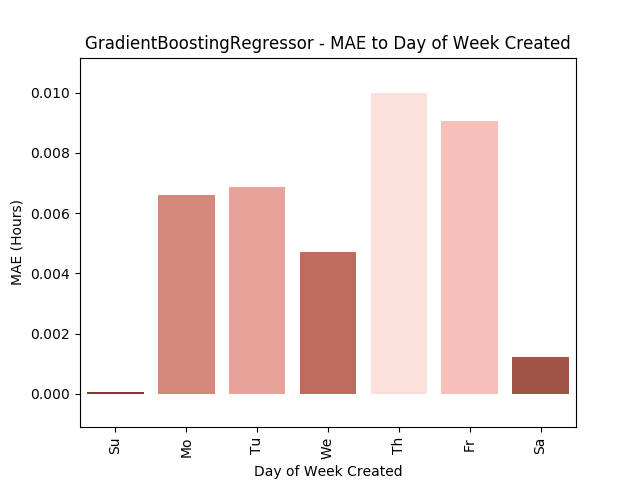 GradientBoostingRegressor - MAE to Day of Week Created
MAE (Hours)
0.010
0.008
0.006
0.004
0.002
0.000
Su
Mo
Tu
We
Th
Fr
Sa
Day of Week Created